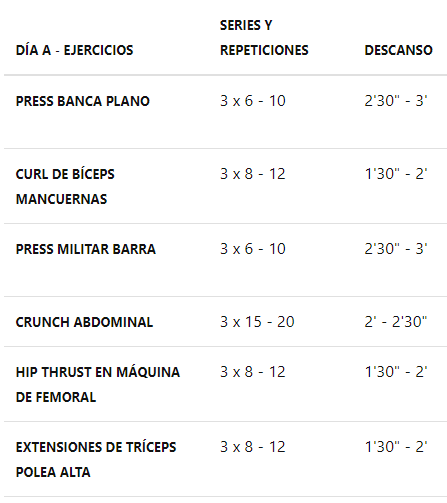 DÍA A - EJERCICIOS SERIES Y REPETICIONES DESCANSO
PRESS BANCA PLANO 3 x 6 - 10 2'30" - 3'
CURL DE BÍCEPS MANCUERNAS 3 x 8 - 12 1'30" - 2'
PRESS MILITAR BARRA 3 x 6 - 10 2'30" - 3'
CRUNCH ABDOMINAL 3 x 15 - 20 2' - 2'30"
HIP THRUST EN MÁQUINA DE FEMORAL 3 x 8 - 12 1'30" - 2'
EXTENSIONES DE TRÍCEPS POLEA ALTA 3 x 8 - 12 1'30" - 2'